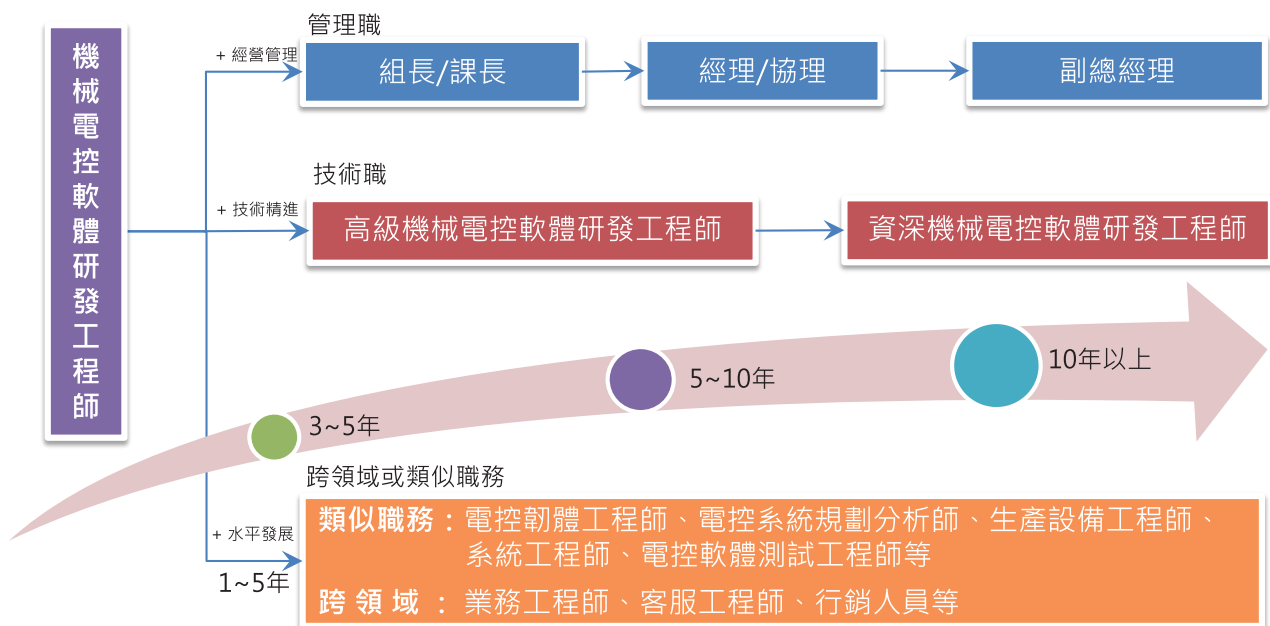 機械電控軟體研發工程師
管理職
+ 經營管理
組長/課長
經理/協理
副總經理
技術職
+ 技術精進
高級機械電控軟體研發工程師
資深機械電控軟體研發工程師
10年以上
5~10年
3~5年
跨領域或類似職務
+ 水平發展
1~5年
類似職務：電控韌體工程師、電控系統規劃分析師、生產設備工程師、
系統工程師、電控軟體測試工程師等
跨領域：業務工程師、客服工程師、行銷人員等